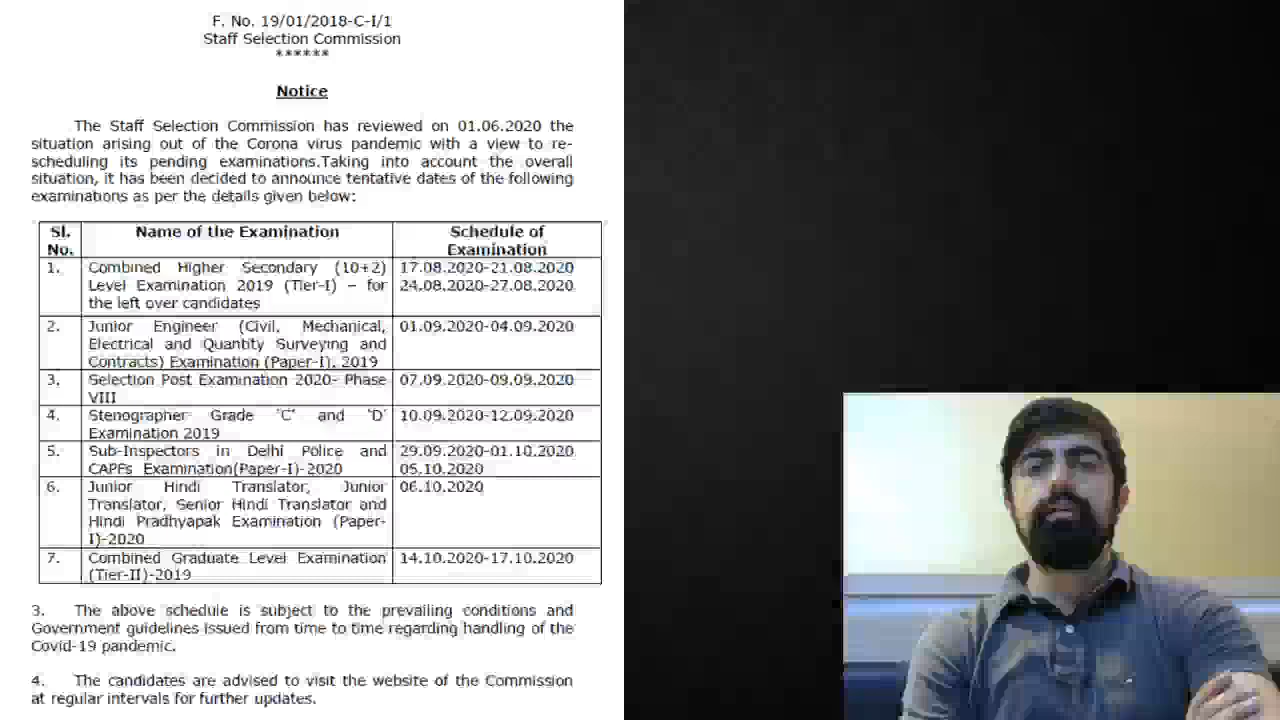 F. No. 19/01/2018-C-I/1
Staff Selection Commission
******
Notice
The Staff Selection Commission has reviewed on 01.06.2020 the
situation arising out of the Corona virus pandemic with a view to re-
scheduling its pending examinations.Taking into account the overall
situation, it has been decided to announce tentative dates of the following
examinations as per the details given below:
Sl. No. Name of the Examination Schedule of Examination
1. Combined Higher Secondary (10+2) 17.08.2020-21.08.2020
Level Examination 2019 (Tier-I) – for 24.08.2020-27.08.2020
the left over candidates
2. Junior Engineer (Civil, Mechanical, 01.09.2020-04.09.2020
Electrical and Quantity Surveying and
Contracts) Examination (Paper-I), 2019
3. Selection Post Examination 2020- Phase 07.09.2020-09.09.2020
VIII
4. Stenographer Grade 'C' and 'D' 10.09.2020-12.09.2020
Examination 2019
5. Sub-Inspectors in Delhi Police and 29.09.2020-01.10.2020
CAPFs Examination(Paper-I)-2020 05.10.2020
6. Junior Hindi Translator, Junior 06.10.2020
Translator, Senior Hindi Translator and
Hindi Pradhyapak Examination (Paper-
I)-2020
7. Combined Graduate Level Examination 14.10.2020-17.10.2020
(Tier-II)-2019
3. The above schedule is subject to the prevailing conditions and
Government guidelines issued from time to time regarding handling of the
Covid-19 pandemic.
4. The candidates are advised to visit the website of the Commission
at regular intervals for further updates.